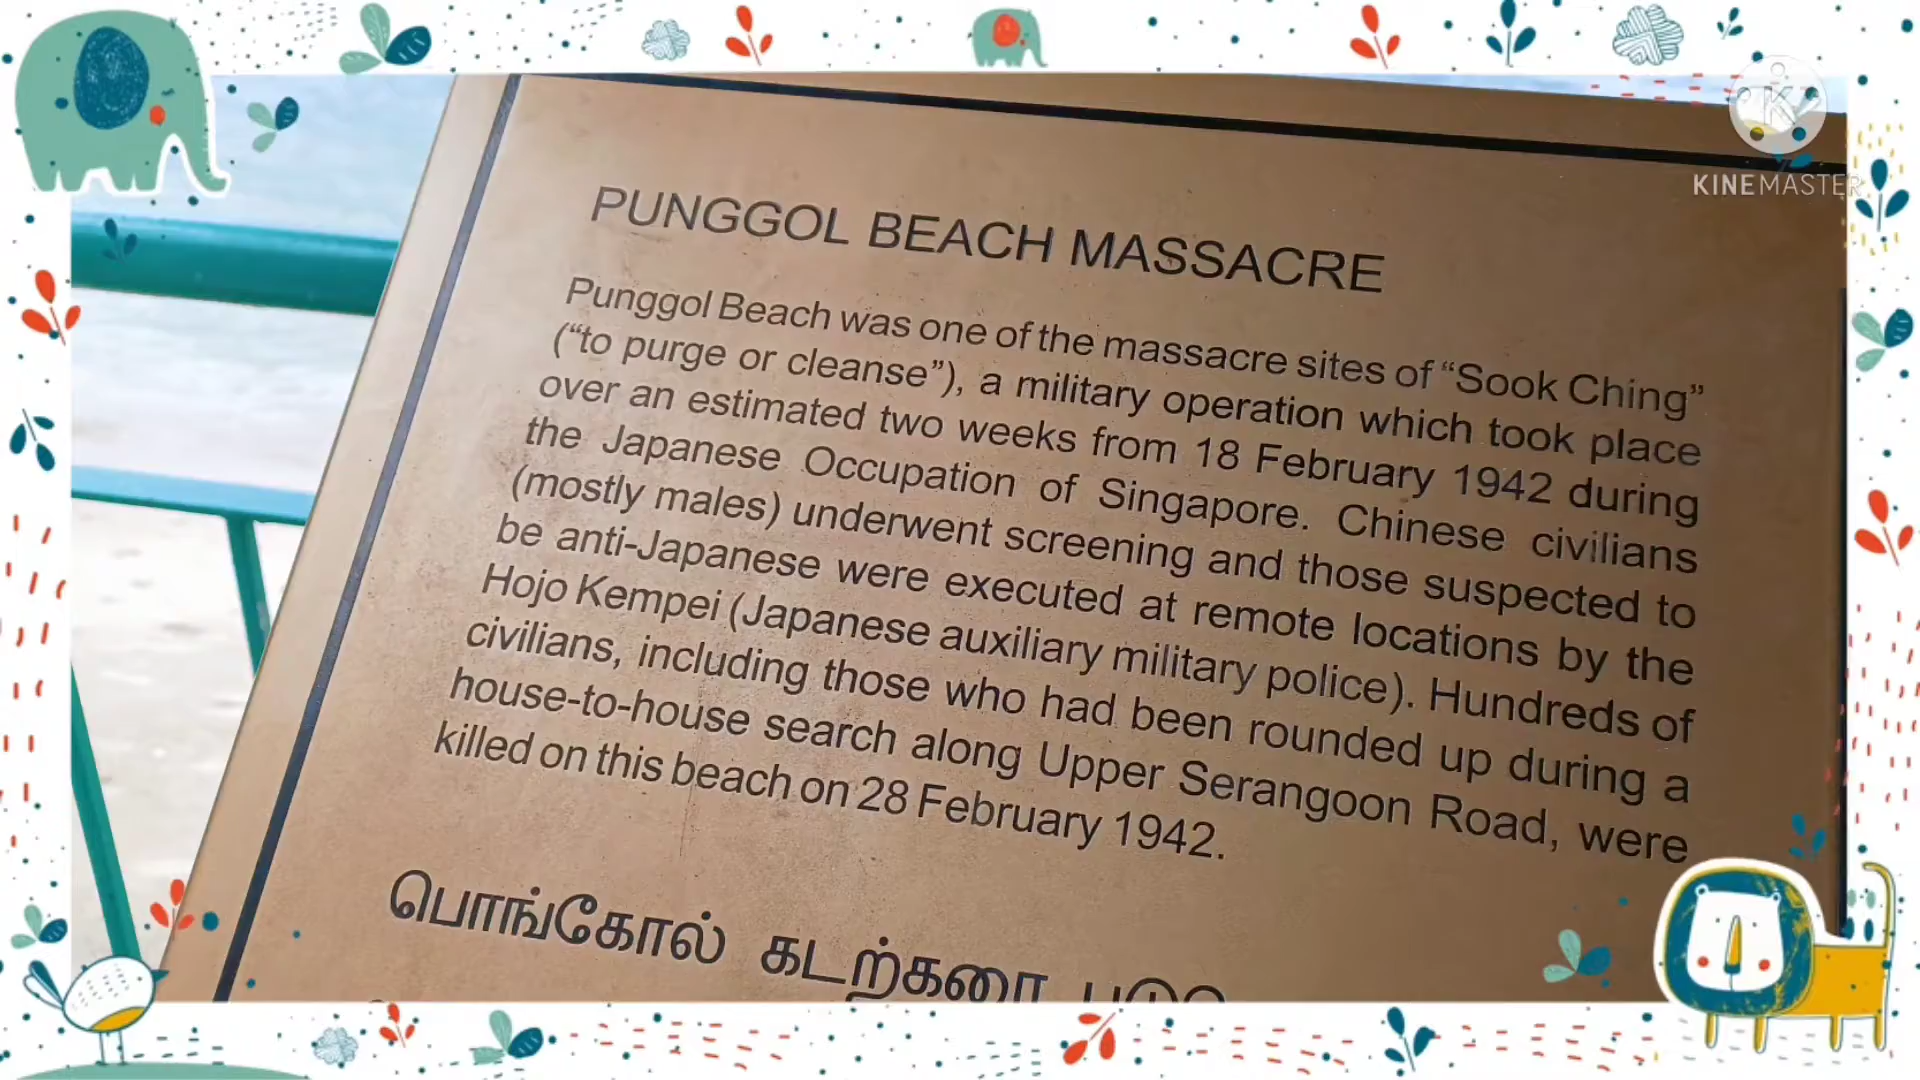 KINEMASTER
PUNGGOL BEACH MASSACRE
Punggol Beach was one of the massacre sites of “Sook Ching”
(“to purge or cleanse”), a military operation which took place
over an estimated two weeks from 18 February 1942 during
the Japanese Occupation of Singapore. Chinese civilians
(mostly males) underwent screening and those suspected to
be anti-Japanese were executed at remote locations by the
Hojo Kempei (Japanese auxiliary military police). Hundreds of
civilians, including those who had been rounded up during a
house-to-house search along Upper Serangoon Road, were
killed on this beach on 28 February 1942.
பொங்கோல் கடற்கரை